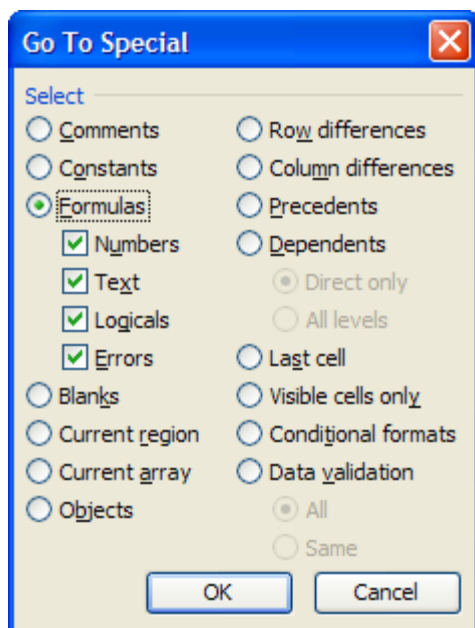 Go To Special
Select
Comments
Constants
Formulas
Numbers
Text
Logicals
Errors
Blanks
Current region
Current array
Objects
Row differences
Column differences
Precedents
Dependents
Direct only
All levels
Last cell
Visible cells only
Conditional formats
Data validation
All
Same
OK
Cancel